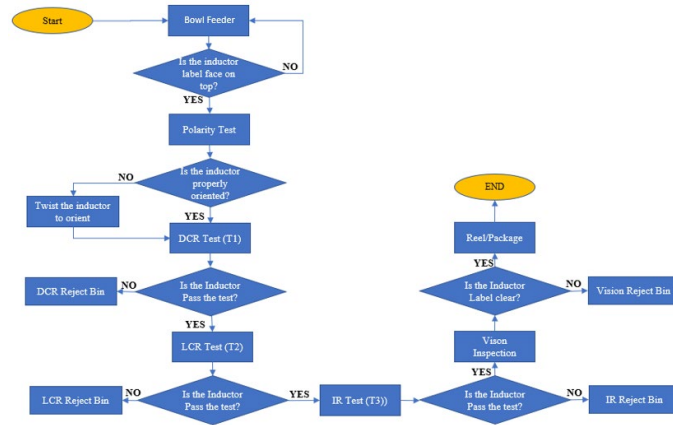 Start
Bowl Feeder
Is the inductor
label face on
top?
NO
YES
Polarity Test
Is the inductor
properly
oriented?
NO
Twist the inductor
to orient
YES
DCR Test (T1)
Is the Inductor
Pass the test?
NO
DCR Reject Bin
YES
LCR Test (T2)
Is the Inductor
Pass the test?
NO
LCR Reject Bin
YES
IR Test (T3))
Is the Inductor
Pass the test?
NO
IR Reject Bin
YES
Vison
Inspection
Is the Inductor
Label clear?
NO
Vision Reject Bin
YES
Reel/Package
END